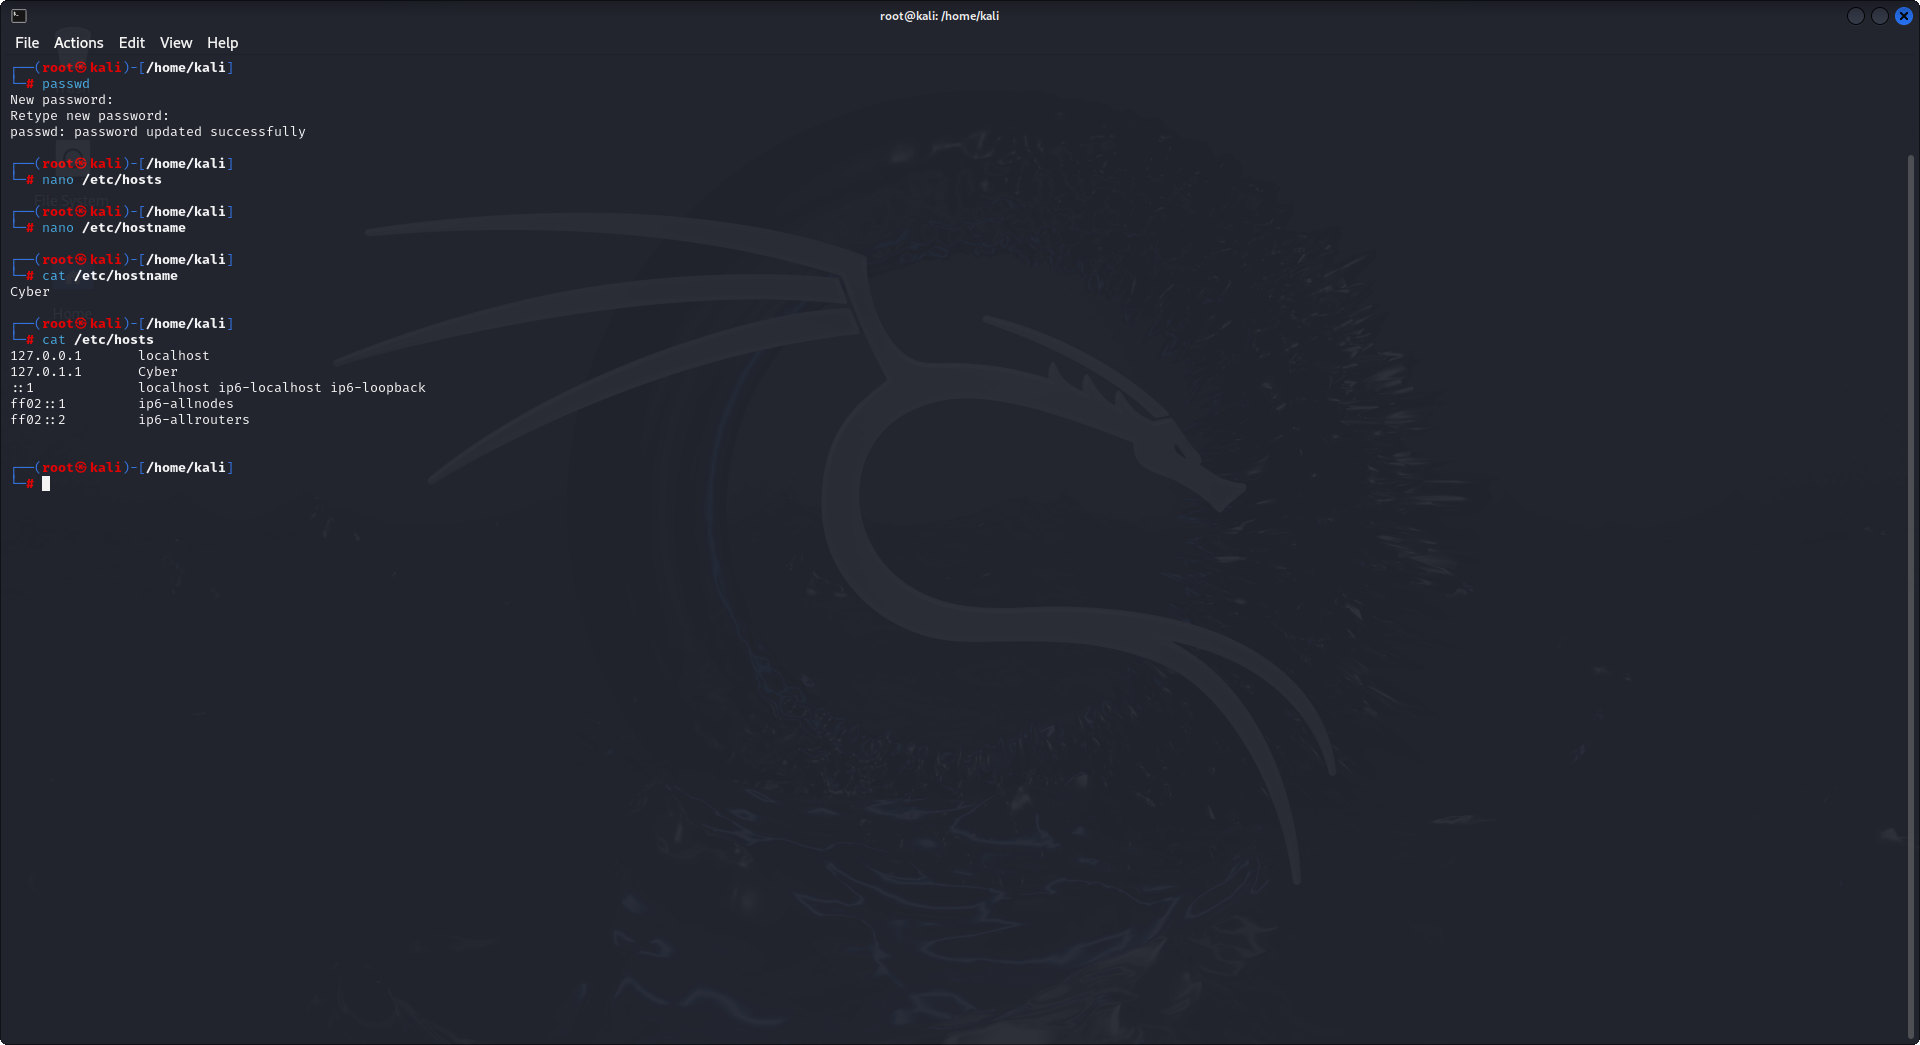 root@kali: /home/kali
File Actions Edit View Help
┌──(root㉿kali)-[/home/kali]
└─# passwd
New password:
Retype new password:
passwd: password updated successfully
┌──(root㉿kali)-[/home/kali]
└─# nano /etc/hosts
File System
┌──(root㉿kali)-[/home/kali]
└─# nano /etc/hostname
┌──(root㉿kali)-[/home/kali]
└─# cat /etc/hostname
Cyber
Home
┌──(root㉿kali)-[/home/kali]
└─# cat /etc/hosts
127.0.0.1 localhost
127.0.1.1 Cyber
::1 localhost ip6-localhost ip6-loopback
ff02::1 ip6-allnodes
ff02::2 ip6-allrouters
┌──(root㉿kali)-[/home/kali]
└─#